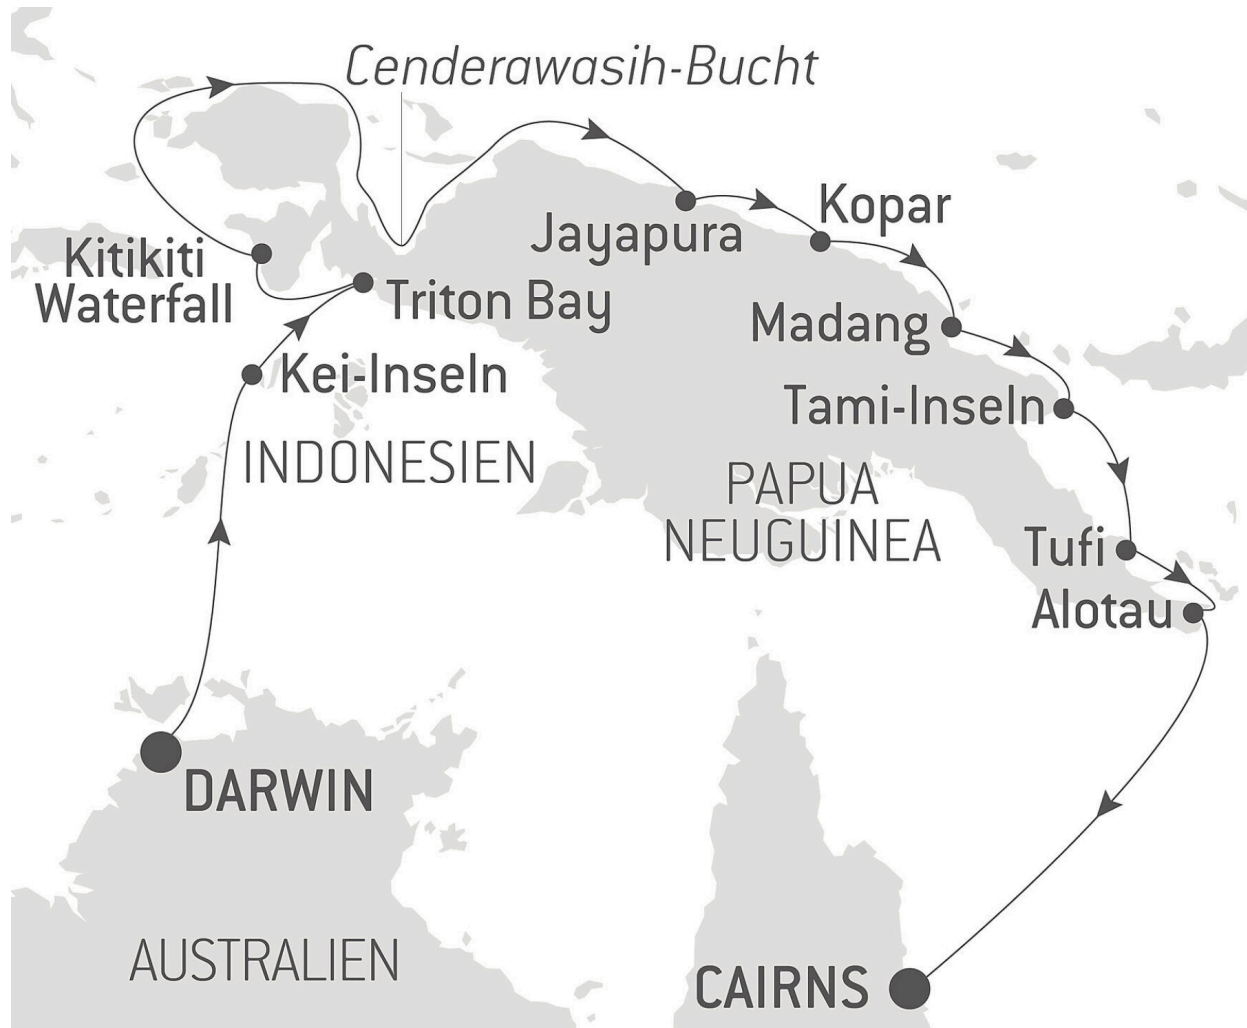 Cenderawasih-Bucht
Kopar
Jayapura
Kitikiti
Waterfall
Triton Bay
Madang
Kei-Inseln
Tami-Inseln
INDONESIEN
PAPUA
NEUGUINEA
Tufi
Alotau
DARWIN
AUSTRALIEN
CAIRNS